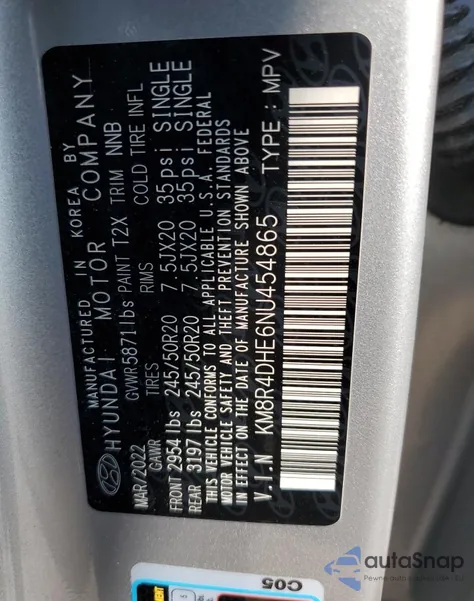 MANUFACTURED IN KOREA BY
HYUNDAI MOTOR COMPANY
GVWR5871lbs PAINT T2X TRIM NNB
MAR/2022 GAWR TIRES RIMS COLD TIRE INFL
FRONT 2954 lbs 245/50R20 7.5JX20 35psi SINGLE
REAR 3197 lbs 245/50R20 7.5JX20 35psi SINGLE
THIS VEHICLE CONFORMS TO ALL APPLICABLE U.S.A. FEDERAL
MOTOR VEHICLE SAFETY AND THEFT PREVENTION STANDARDS
IN EFFECT ON THE DATE OF MANUFACTURE SHOWN ABOVE
V.I.N KM8R4DHE6NU454865 TYPE : MPV
C05
autoSnap